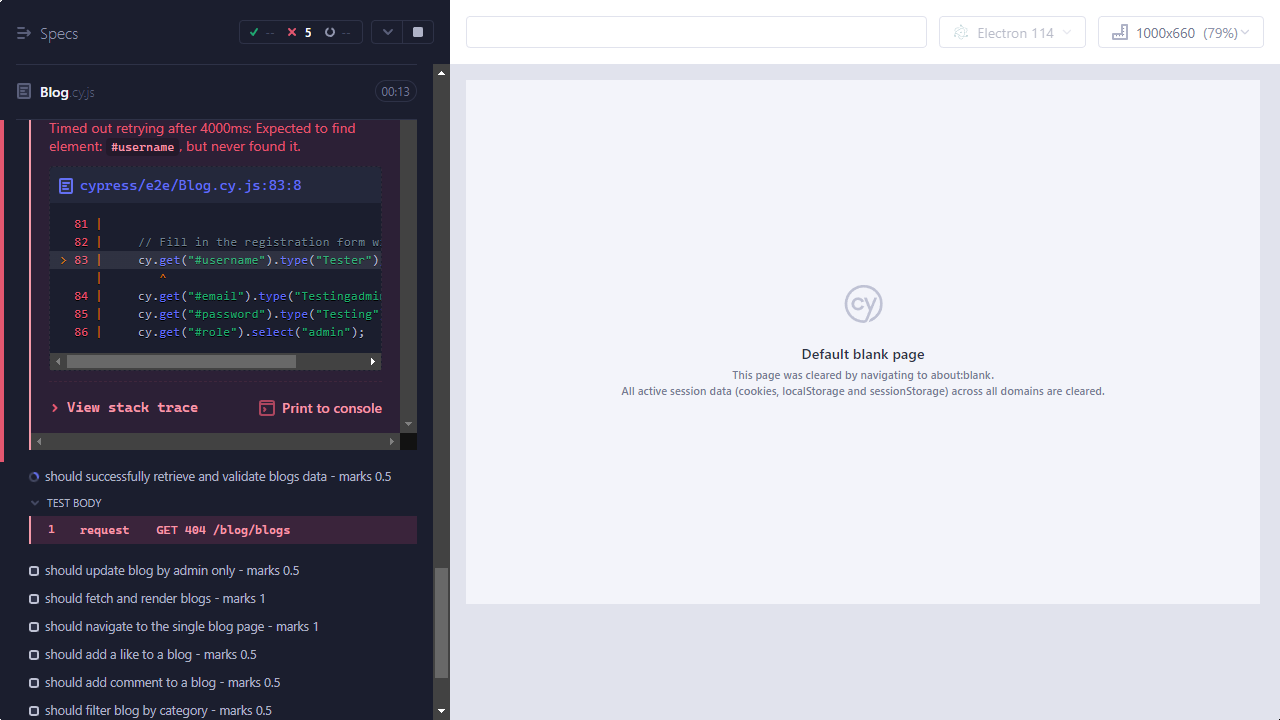 Specs
-- 5 --
Electron 114
1000x660 (79%)
Blog.cy.js
00:13
Timed out retrying after 4000ms: Expected to find
element: #username, but never found it.
cypress/e2e/Blog.cy.js:83:8
81 |
82 | // Fill in the registration form w
> 83 | cy.get("#username").type("Tester")
| ^
84 | cy.get("#email").type("Testingadmin
85 | cy.get("#password").type("Testing"
86 | cy.get("#role").select("admin");
> View stack trace
Print to console
should successfully retrieve and validate blogs data - marks 0.5
TEST BODY
1 request GET 404 /blog/blogs
should update blog by admin only - marks 0.5
should fetch and render blogs - marks 1
should navigate to the single blog page - marks 1
should add a like to a blog - marks 0.5
should add comment to a blog - marks 0.5
should filter blog by category - marks 0.5
cy
Default blank page
This page was cleared by navigating to about:blank.
All active session data (cookies, localStorage and sessionStorage) across all domains are cleared.